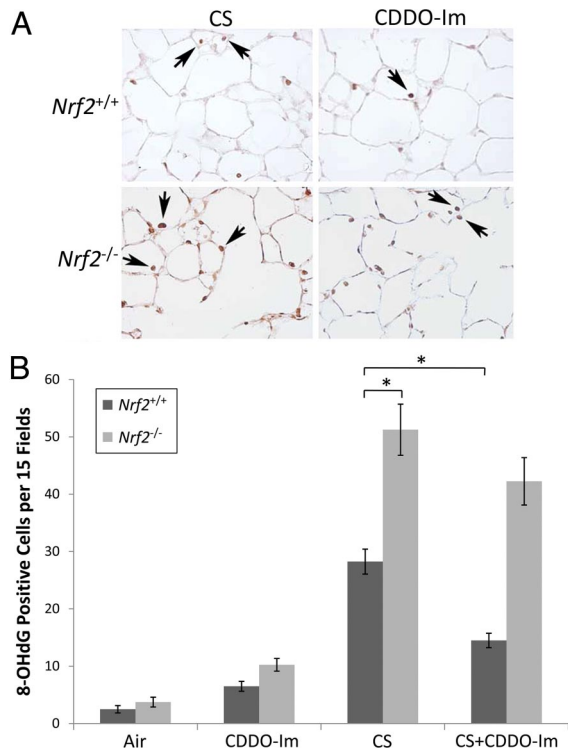 A
CS CDDO-Im
Nrf2+/+
Nrf2-/-
B
60
50
40
30
20
10
0
8-OHdG Positive Cells per 15 Fields
Nrf2+/+
Nrf2-/-
*
*
Air CDDO-Im CS CS+CDDO-Im